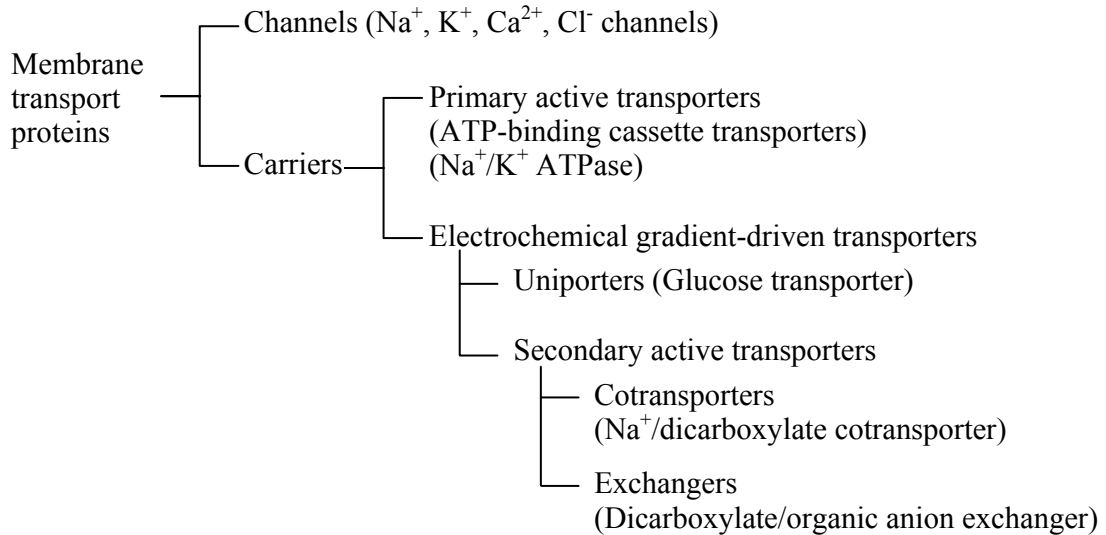 Membrane
transport
proteins
Channels (Na⁺, K⁺, Ca²⁺, Cl⁻ channels)
Carriers
Primary active transporters
(ATP-binding cassette transporters)
(Na⁺/K⁺ ATPase)
Electrochemical gradient-driven transporters
Uniporters (Glucose transporter)
Secondary active transporters
Cotransporters
(Na⁺/dicarboxylate cotransporter)
Exchangers
(Dicarboxylate/organic anion exchanger)